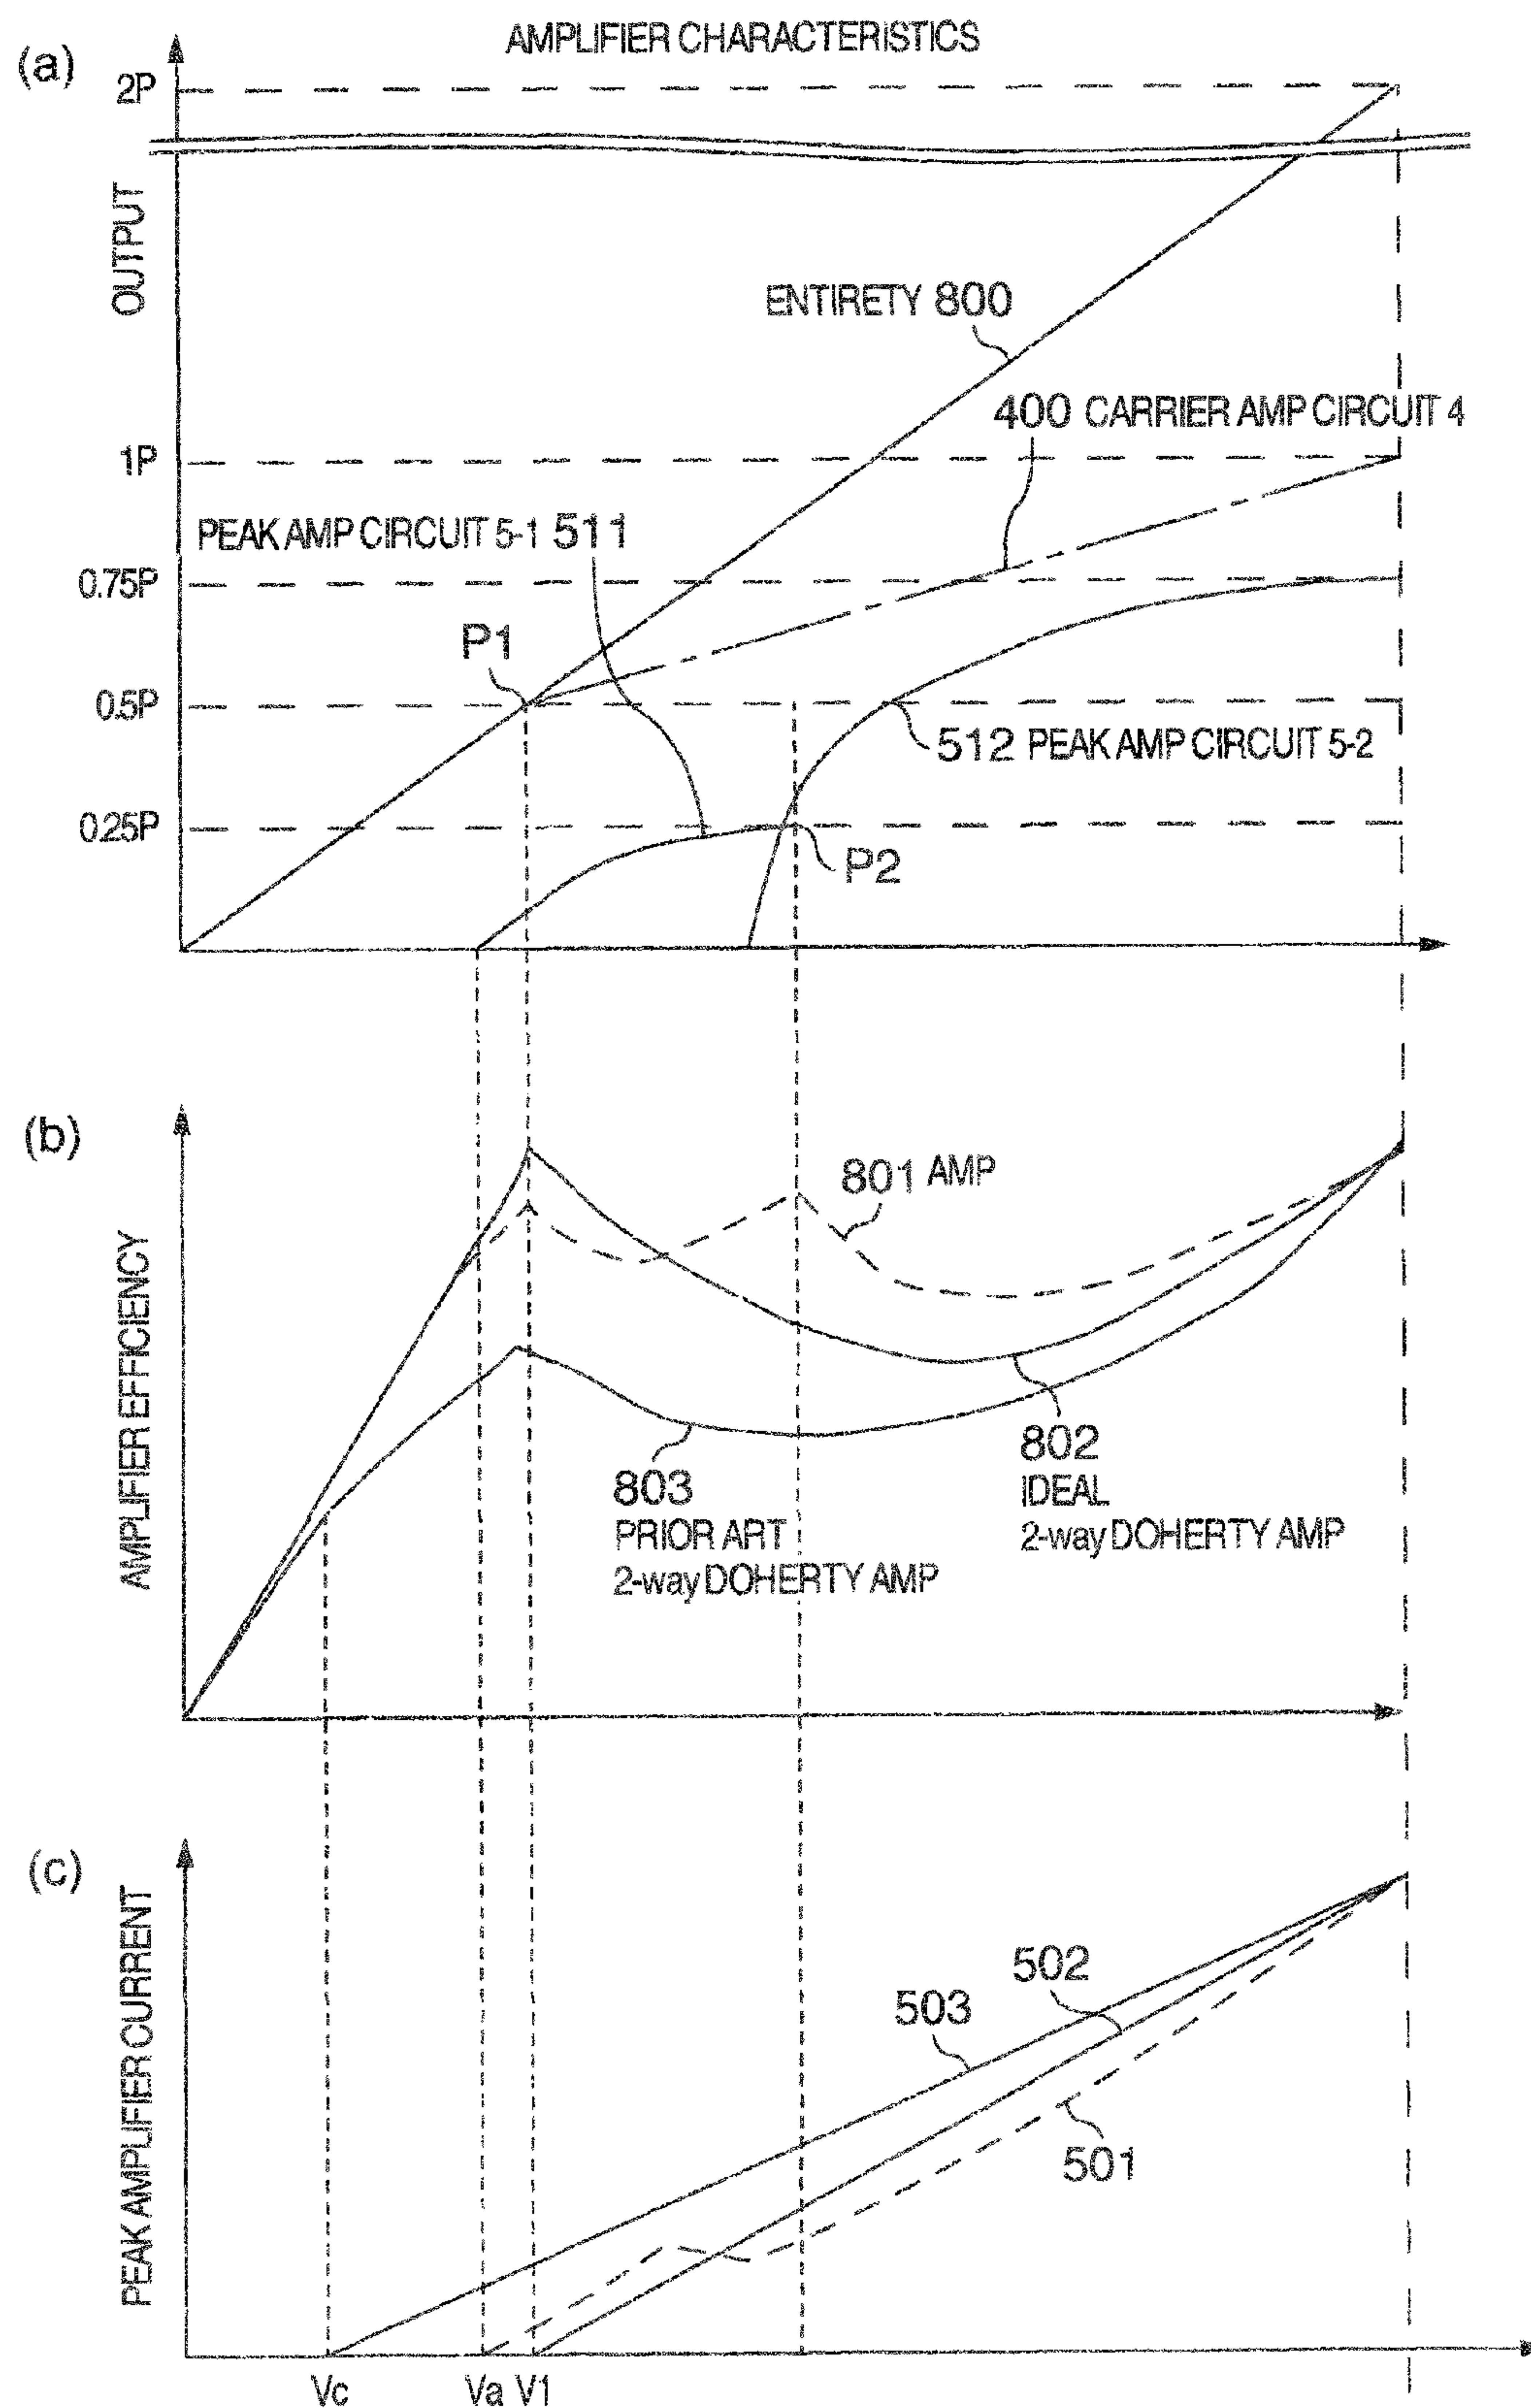 AMPLIFIER CHARACTERISTICS
(a)
2P
OUTPUT
ENTIRETY 800
400 CARRIER AMP CIRCUIT 4
1P
PEAK AMP CIRCUIT 5-1 511
0.75P
P1
0.5P
512 PEAK AMP CIRCUIT 5-2
0.25P
P2
(b)
801 AMP
AMPLIFIER EFFICIENCY
802
IDEAL
2-way DOHERTY AMP
803
PRIOR ART
2-way DOHERTY AMP
(c)
PEAK AMPLIFIER CURRENT
502
503
501
Vc
Va
V1